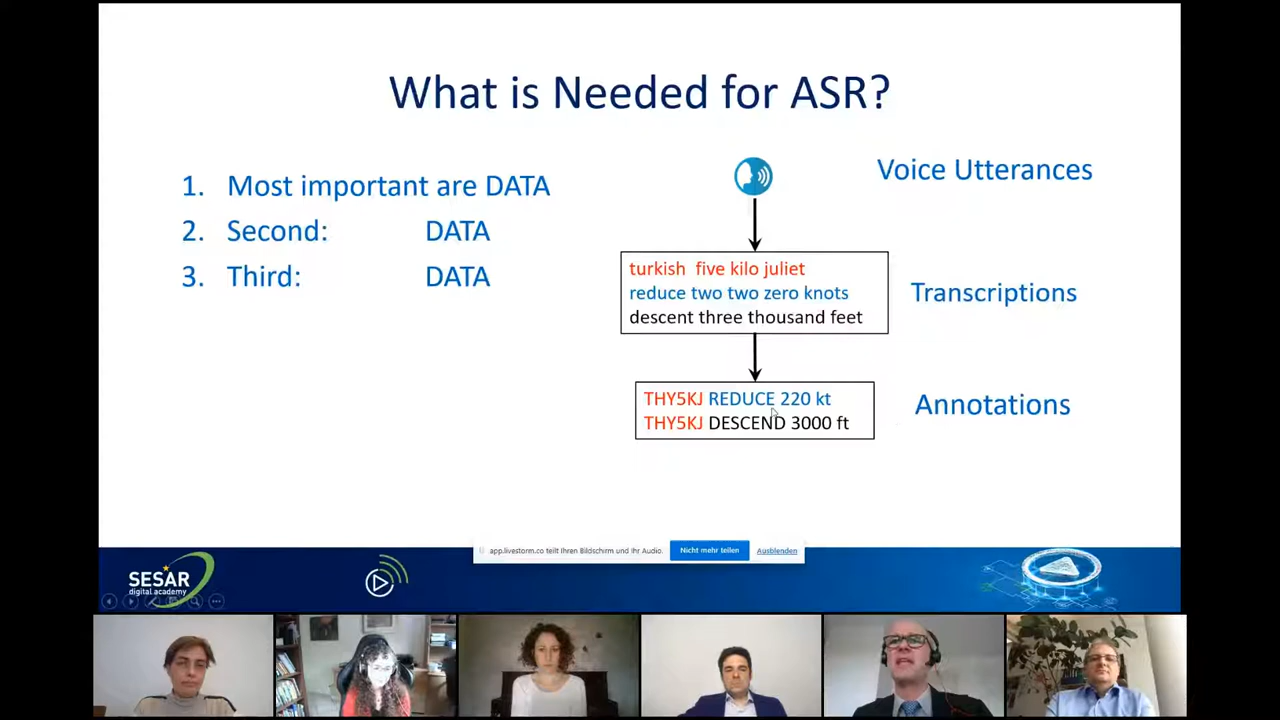 What is Needed for ASR?
1. Most important are DATA
2. Second: DATA
3. Third: DATA
Voice Utterances
turkish five kilo juliet
reduce two two zero knots
descent three thousand feet
Transcriptions
THY5KJ REDUCE 220 kt
THY5KJ DESCEND 3000 ft
Annotations
app.livestorm.co teilt Ihren Bildschirm und Ihr Audio.
Nicht mehr teilen
Ausblenden
SESAR
digital academy